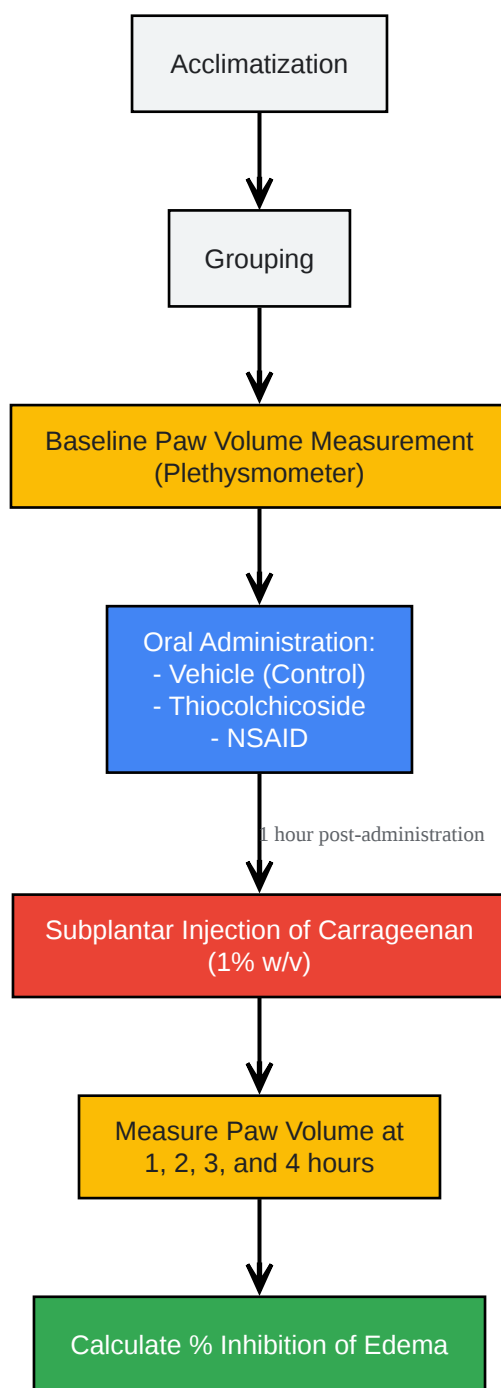 Acclimatization
Grouping
Baseline Paw Volume Measurement
(Plethysmometer)
Oral Administration:
- Vehicle (Control)
- Thiocolchicoside
- NSAID
1 hour post-administration
Subplantar Injection of Carrageenan
(1% w/v)
Measure Paw Volume at
1, 2, 3, and 4 hours
Calculate % Inhibition of Edema